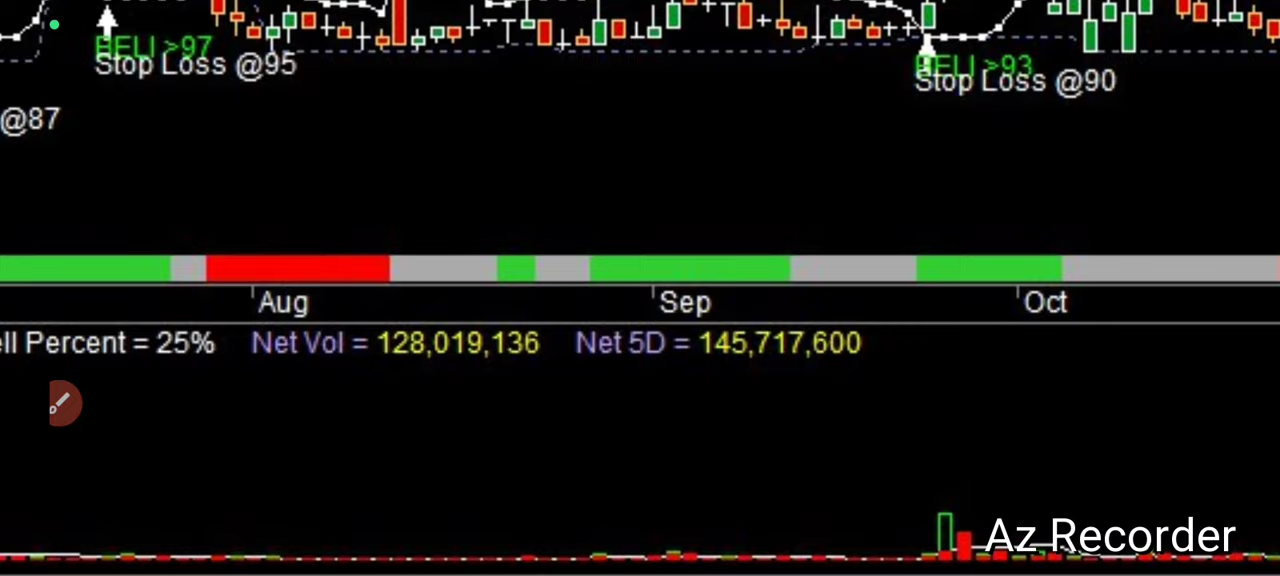 BELI >97
Stop Loss @95
BELI >93
Stop Loss @90
@87
Aug Sep Oct
ell Percent = 25% Net Vol = 128,019,136 Net 5D = 145,717,600
Az Recorder